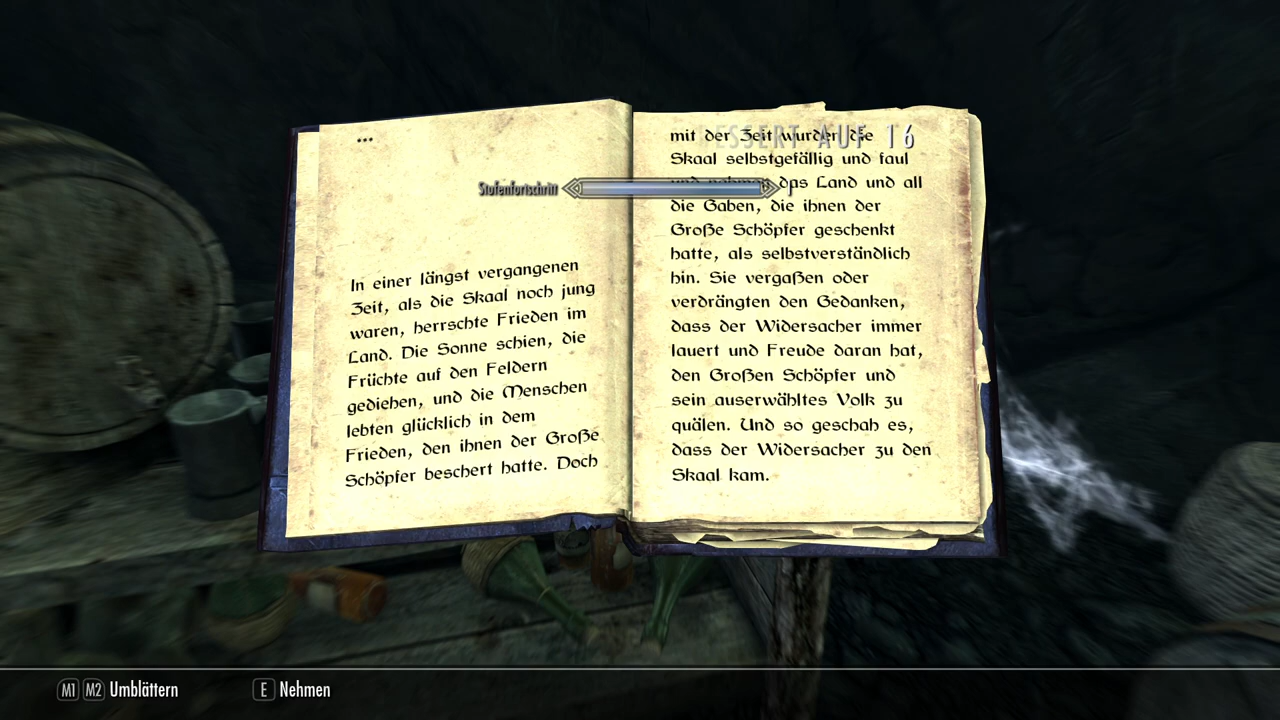 ...
In einer längst vergangenen
Zeit, als die Skaal noch jung
waren, herrschte Frieden im
Land. Die Sonne schien, die
Früchte auf den Feldern
gediehen, und die Menschen
lebten glücklich in dem
Frieden, den ihnen der Große
Schöpfer beschert hatte. Doch
mit der Zeit wurden die
Skaal selbstgefällig und faul
und nahmen das Land und all
die Gaben, die ihnen der
Große Schöpfer geschenkt
hatte, als selbstverständlich
hin. Sie vergaßen oder
verdrängten den Gedanken,
dass der Widersacher immer
lauert und Freude daran hat,
den Großen Schöpfer und
sein auserwähltes Volk zu
quälen. Und so geschah es,
dass der Widersacher zu den
Skaal kam.
AUF 16
Stufenfortschritt
M1 M2 Umblättern
E Nehmen